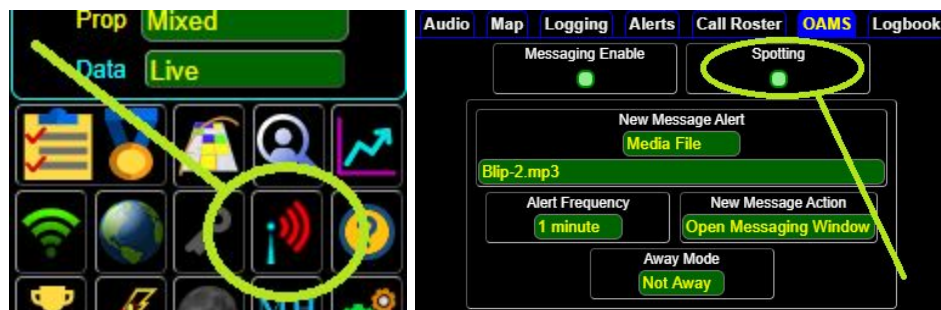 Prop Mixed
Data Live
Audio Map Logging Alerts Call Roster OAMS Logbook
Messaging Enable Spotting
New Message Alert
Media File
Blip-2.mp3
Alert Frequency New Message Action
1 minute Open Messaging Window
Away Mode
Not Away